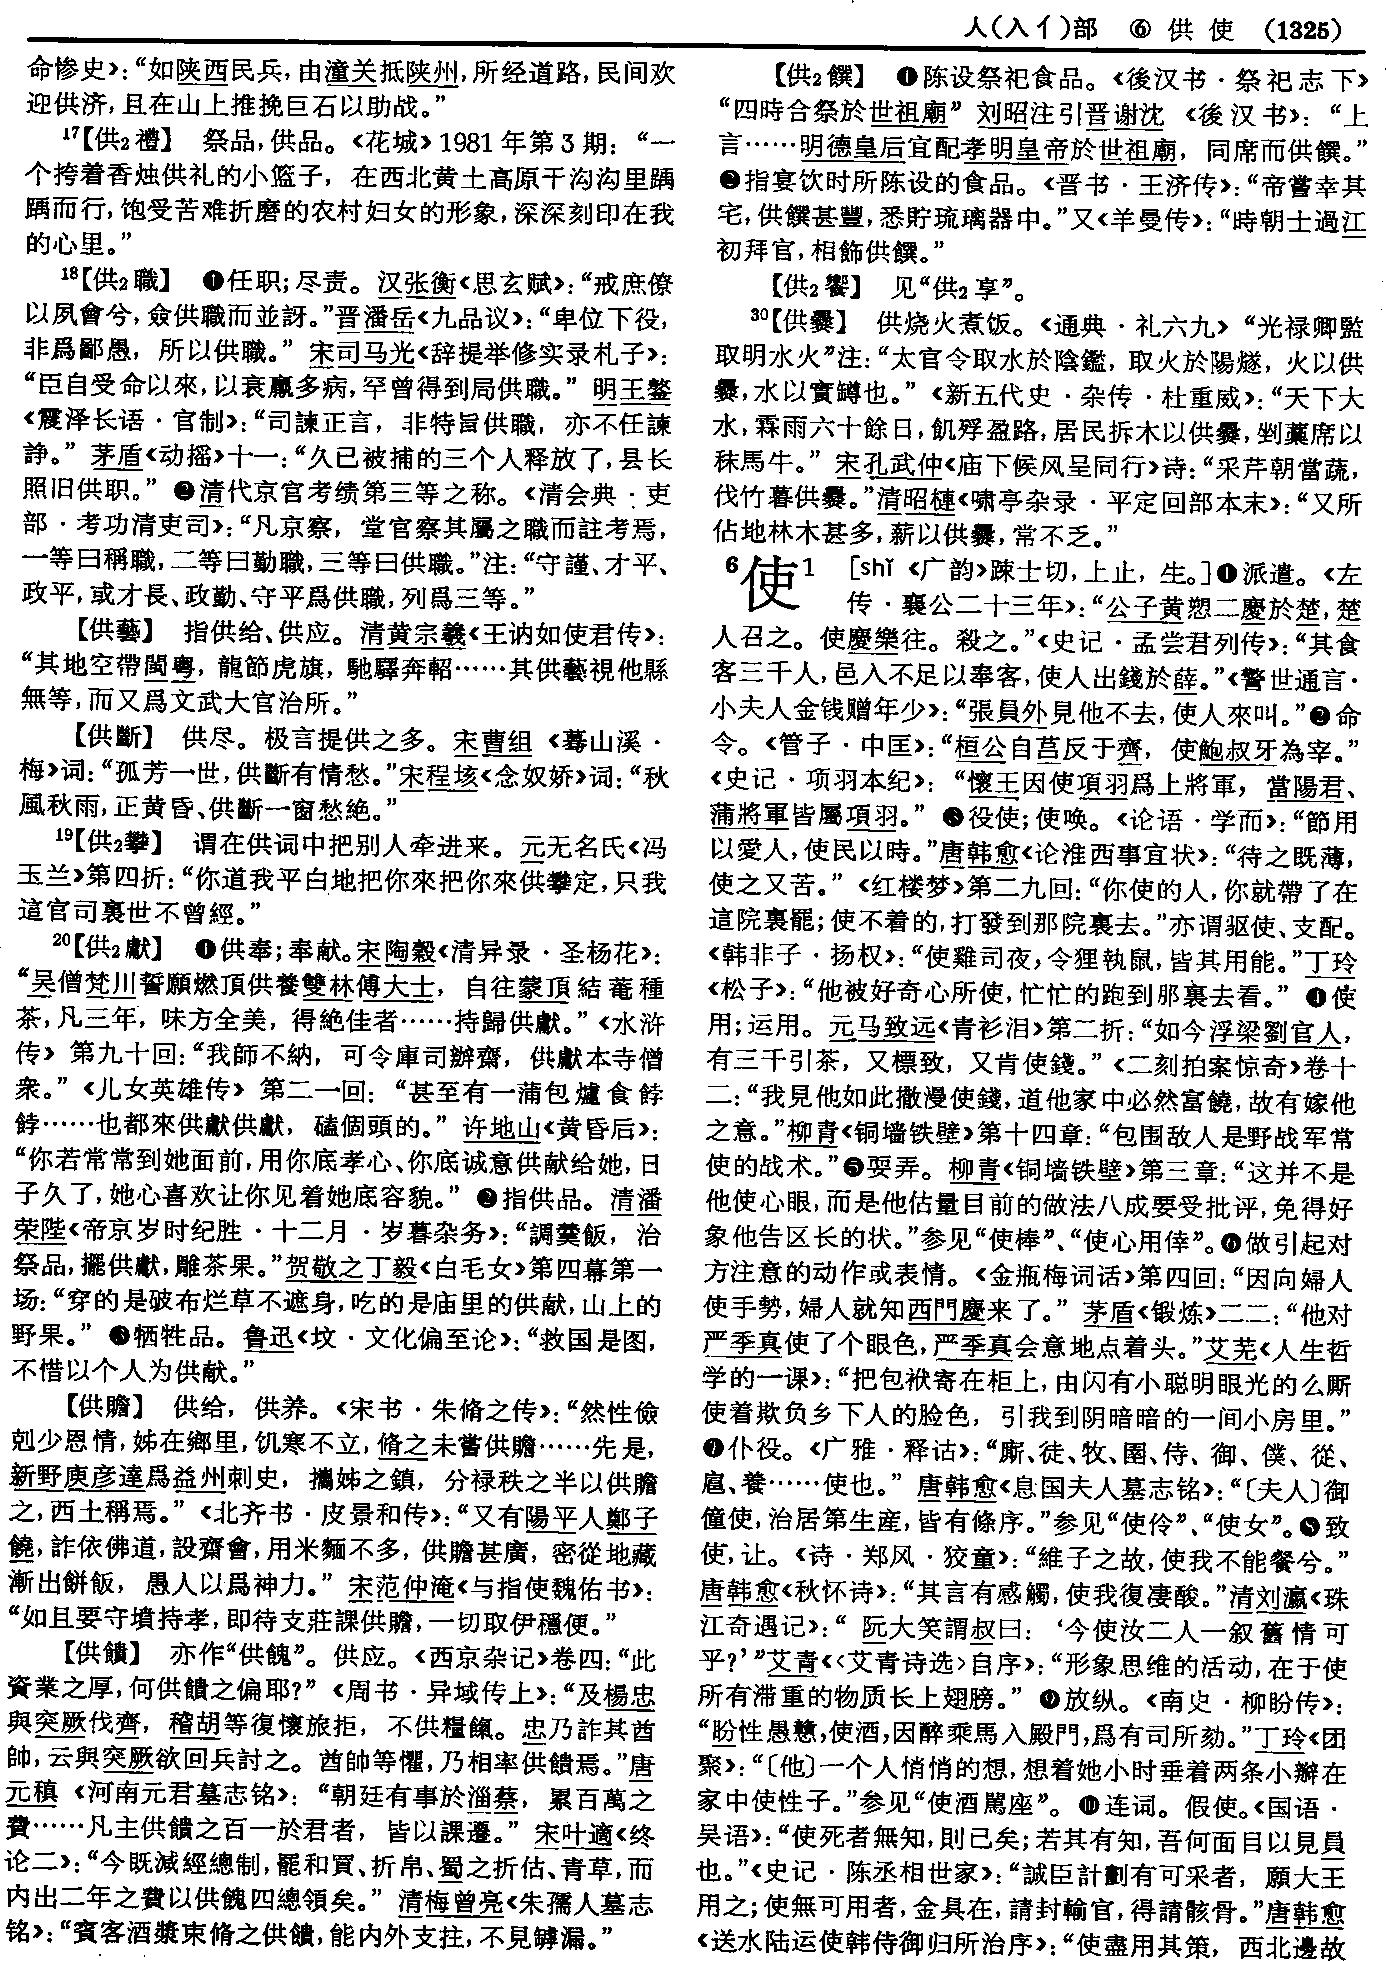 人(入亻)部 ⑥ 供 使 (1325)
命惨史》：“如陕西民兵，由潼关抵陕州，所经道路，民间欢
迎供济，且在山上推挽巨石以助战。”
17【供₂禮】 祭品，供品。《花城》1981年第3期：“一
个挎着香烛供礼的小篮子，在西北黄土高原干沟沟里踽
踽而行，饱受苦难折磨的农村妇女的形象，深深刻印在我
的心里。”
18【供₂職】 ❶任职；尽责。汉张衡《思玄赋》：“戒庶僚
以夙會兮，僉供職而並訝。”晋潘岳《九品议》：“卑位下役，
非爲鄙愚，所以供職。”宋司马光《辞提举修实录札子》：
“臣自受命以來，以衰羸多病，罕曾得到局供職。”明王鏊
《震泽长语·官制》：“司諫正言，非特旨供職，亦不任諫
諍。”茅盾《动摇》十一：“久已被捕的三个人释放了，县长
照旧供职。”❷清代京官考绩第三等之称。《清会典·吏
部·考功清吏司》：“凡京察，堂官察其屬之職而註考焉，
一等曰稱職，二等曰勤職，三等曰供職。”注：“守謹、才平、
政平，或才長、政勤、守平爲供職，列爲三等。”
【供藝】 指供给、供应。清黄宗羲《王讷如使君传》：
“其地空帶閩粤，龍節虎旗，馳驛奔軺……其供藝視他縣
無等，而又爲文武大官治所。”
【供斷】 供尽。极言提供之多。宋曹组《蓦山溪·
梅》词：“孤芳一世，供斷有情愁。”宋程垓《念奴娇》词：“秋
風秋雨，正黄昏、供斷一窗愁絶。”
19【供₂攀】 谓在供词中把别人牵进来。元无名氏《冯
玉兰》第四折：“你道我平白地把你來把你來供攀定，只我
這官司裏世不曾經。”
20【供₂獻】 ❶供奉；奉献。宋陶穀《清异录·圣杨花》：
“吴僧梵川誓願燃頂供養雙林傅大士，自往蒙頂結菴種
茶，凡三年，味方全美，得絶佳者……持歸供獻。”《水浒
传》第九十回：“我師不納，可令庫司辦齋，供獻本寺僧
衆。”《儿女英雄传》第二一回：“甚至有一蒲包爐食餑
餑……也都來供獻供獻，磕個頭的。”许地山《黄昏后》：
“你若常常到她面前，用你底孝心、你底诚意供献给她，日
子久了，她心喜欢让你见着她底容貌。”❷指供品。清潘
荣陛《帝京岁时纪胜·十二月·岁暮杂务》：“調羹飯，治
祭品，擺供獻，雕茶果。”贺敬之丁毅《白毛女》第四幕第一
场：“穿的是破布烂草不遮身，吃的是庙里的供献，山上的
野果。”❸牺牲品。鲁迅《坟·文化偏至论》：“救国是图，
不惜以个人为供献。”
【供贍】 供给，供养。《宋书·朱脩之传》：“然性儉
剋少恩情，姊在鄉里，饥寒不立，脩之未嘗供贍……先是，
新野庾彦達爲益州刺史，攜姊之鎮，分禄秩之半以供贍
之，西土稱焉。”《北齐书·皮景和传》：“又有陽平人鄭子
饒，詐依佛道，設齋會，用米麵不多，供贍甚廣，密從地藏
漸出餅飯，愚人以爲神力。”宋范仲淹《与指使魏佑书》：
“如且要守墳持孝，即待支莊課供贍，一切取伊穩便。”
【供饋】 亦作“供餽”。供应。《西京杂记》卷四：“此
資業之厚，何供饋之偏耶？”《周书·异域传上》：“及楊忠
與突厥伐齊，稽胡等復懷旅拒，不供糧餼。忠乃詐其酋
帥，云與突厥欲回兵討之。酋帥等懼，乃相率供饋焉。”唐
元稹《河南元君墓志铭》：“朝廷有事於淄蔡，累百萬之
費……凡主供饋之百一於君者，皆以課遷。”宋叶適《终
论二》：“今既減經總制，罷和買、折帛、蜀之折估、青草，而
内出二年之費以供餽四總領矣。”清梅曾亮《朱孺人墓志
铭》：“賓客酒漿束脩之供饋，能内外支拄，不見罅漏。”
【供₂饌】 ❶陈设祭祀食品。《後汉书·祭祀志下》
“四時合祭於世祖廟”刘昭注引晋谢沈《後汉书》：“上
言……明德皇后宜配孝明皇帝於世祖廟，同席而供饌。”
❷指宴饮时所陈设的食品。《晋书·王济传》：“帝嘗幸其
宅，供饌甚豐，悉貯琉璃器中。”又《羊曼传》：“時朝士過江
初拜官，相飾供饌。”
【供₂饗】 见“供₂享”。
30【供爨】 供烧火煮饭。《通典·礼六九》“光禄卿監
取明水火”注：“太官令取水於陰鑑，取火於陽燧，火以供
爨，水以實罇也。”《新五代史·杂传·杜重威》：“天下大
水，霖雨六十餘日，飢殍盈路，居民拆木以供爨，剉藁席以
秣馬牛。”宋孔武仲《庙下候风呈同行》诗：“采芹朝當蔬，
伐竹暮供爨。”清昭槤《啸亭杂录·平定回部本末》：“又所
佔地林木甚多，薪以供爨，常不乏。”
6使1 [shǐ《广韵》踈士切，上止，生。]❶派遣。《左
传·襄公二十三年》：“公子黄愬二慶於楚，楚
人召之。使慶樂往。殺之。”《史记·孟尝君列传》：“其食
客三千人，邑入不足以奉客，使人出錢於薛。”《警世通言·
小夫人金钱赠年少》：“張員外見他不去，使人來叫。”❷命
令。《管子·中匡》：“桓公自莒反于齊，使鮑叔牙為宰。”
《史记·项羽本纪》：“懷王因使項羽爲上將軍，當陽君、
蒲將軍皆屬項羽。”❸役使；使唤。《论语·学而》：“節用
以愛人，使民以時。”唐韩愈《论淮西事宜状》：“待之既薄，
使之又苦。”《红楼梦》第二九回：“你使的人，你就帶了在
這院裏罷；使不着的，打發到那院裏去。”亦谓驱使、支配。
《韩非子·扬权》：“使雞司夜，令狸執鼠，皆其用能。”丁玲
《松子》：“他被好奇心所使，忙忙的跑到那裏去看。”❹使
用；运用。元马致远《青衫泪》第二折：“如今浮梁劉官人，
有三千引茶，又標致，又肯使錢。”《二刻拍案惊奇》卷十
二：“我見他如此撒漫使錢，道他家中必然富饒，故有嫁他
之意。”柳青《铜墙铁壁》第十四章：“包围敌人是野战军常
使的战术。”❺耍弄。柳青《铜墙铁壁》第三章：“这并不是
他使心眼，而是他估量目前的做法八成要受批评，免得好
象他告区长的状。”参见“使棒”、“使心用倖”。❻做引起对
方注意的动作或表情。《金瓶梅词话》第四回：“因向婦人
使手勢，婦人就知西門慶来了。”茅盾《锻炼》二二：“他对
严季真使了个眼色，严季真会意地点着头。”艾芜《人生哲
学的一课》：“把包袱寄在柜上，由闪有小聪明眼光的么厮
使着欺负乡下人的脸色，引我到阴暗暗的一间小房里。”
❼仆役。《广雅·释诂》：“廝、徒、牧、圉、侍、御、僕、從、
扈、養……使也。”唐韩愈《息国夫人墓志铭》：“〔夫人〕御
僮使，治居第生産，皆有條序。”参见“使伶”、“使女”。❽致
使，让。《诗·郑风·狡童》：“維子之故，使我不能餐兮。”
唐韩愈《秋怀诗》：“其言有感觸，使我復凄酸。”清刘瀛《珠
江奇遇记》：“阮大笑謂叔曰：‘今使汝二人一叙舊情可
乎？’”艾青《〈艾青诗选〉自序》：“形象思维的活动，在于使
所有滞重的物质长上翅膀。”❾放纵。《南史·柳盼传》：
“盼性愚戇，使酒，因醉乘馬入殿門，爲有司所劾。”丁玲《团
聚》：“〔他〕一个人悄悄的想，想着她小时垂着两条小辫在
家中使性子。”参见“使酒駡座”。❿连词。假使。《国语·
吴语》：“使死者無知，則已矣；若其有知，吾何面目以見員
也。”《史记·陈丞相世家》：“誠臣計劃有可采者，願大王
用之；使無可用者，金具在，請封輸官，得請骸骨。”唐韩愈
《送水陆运使韩侍御归所治序》：“使盡用其策，西北邊故